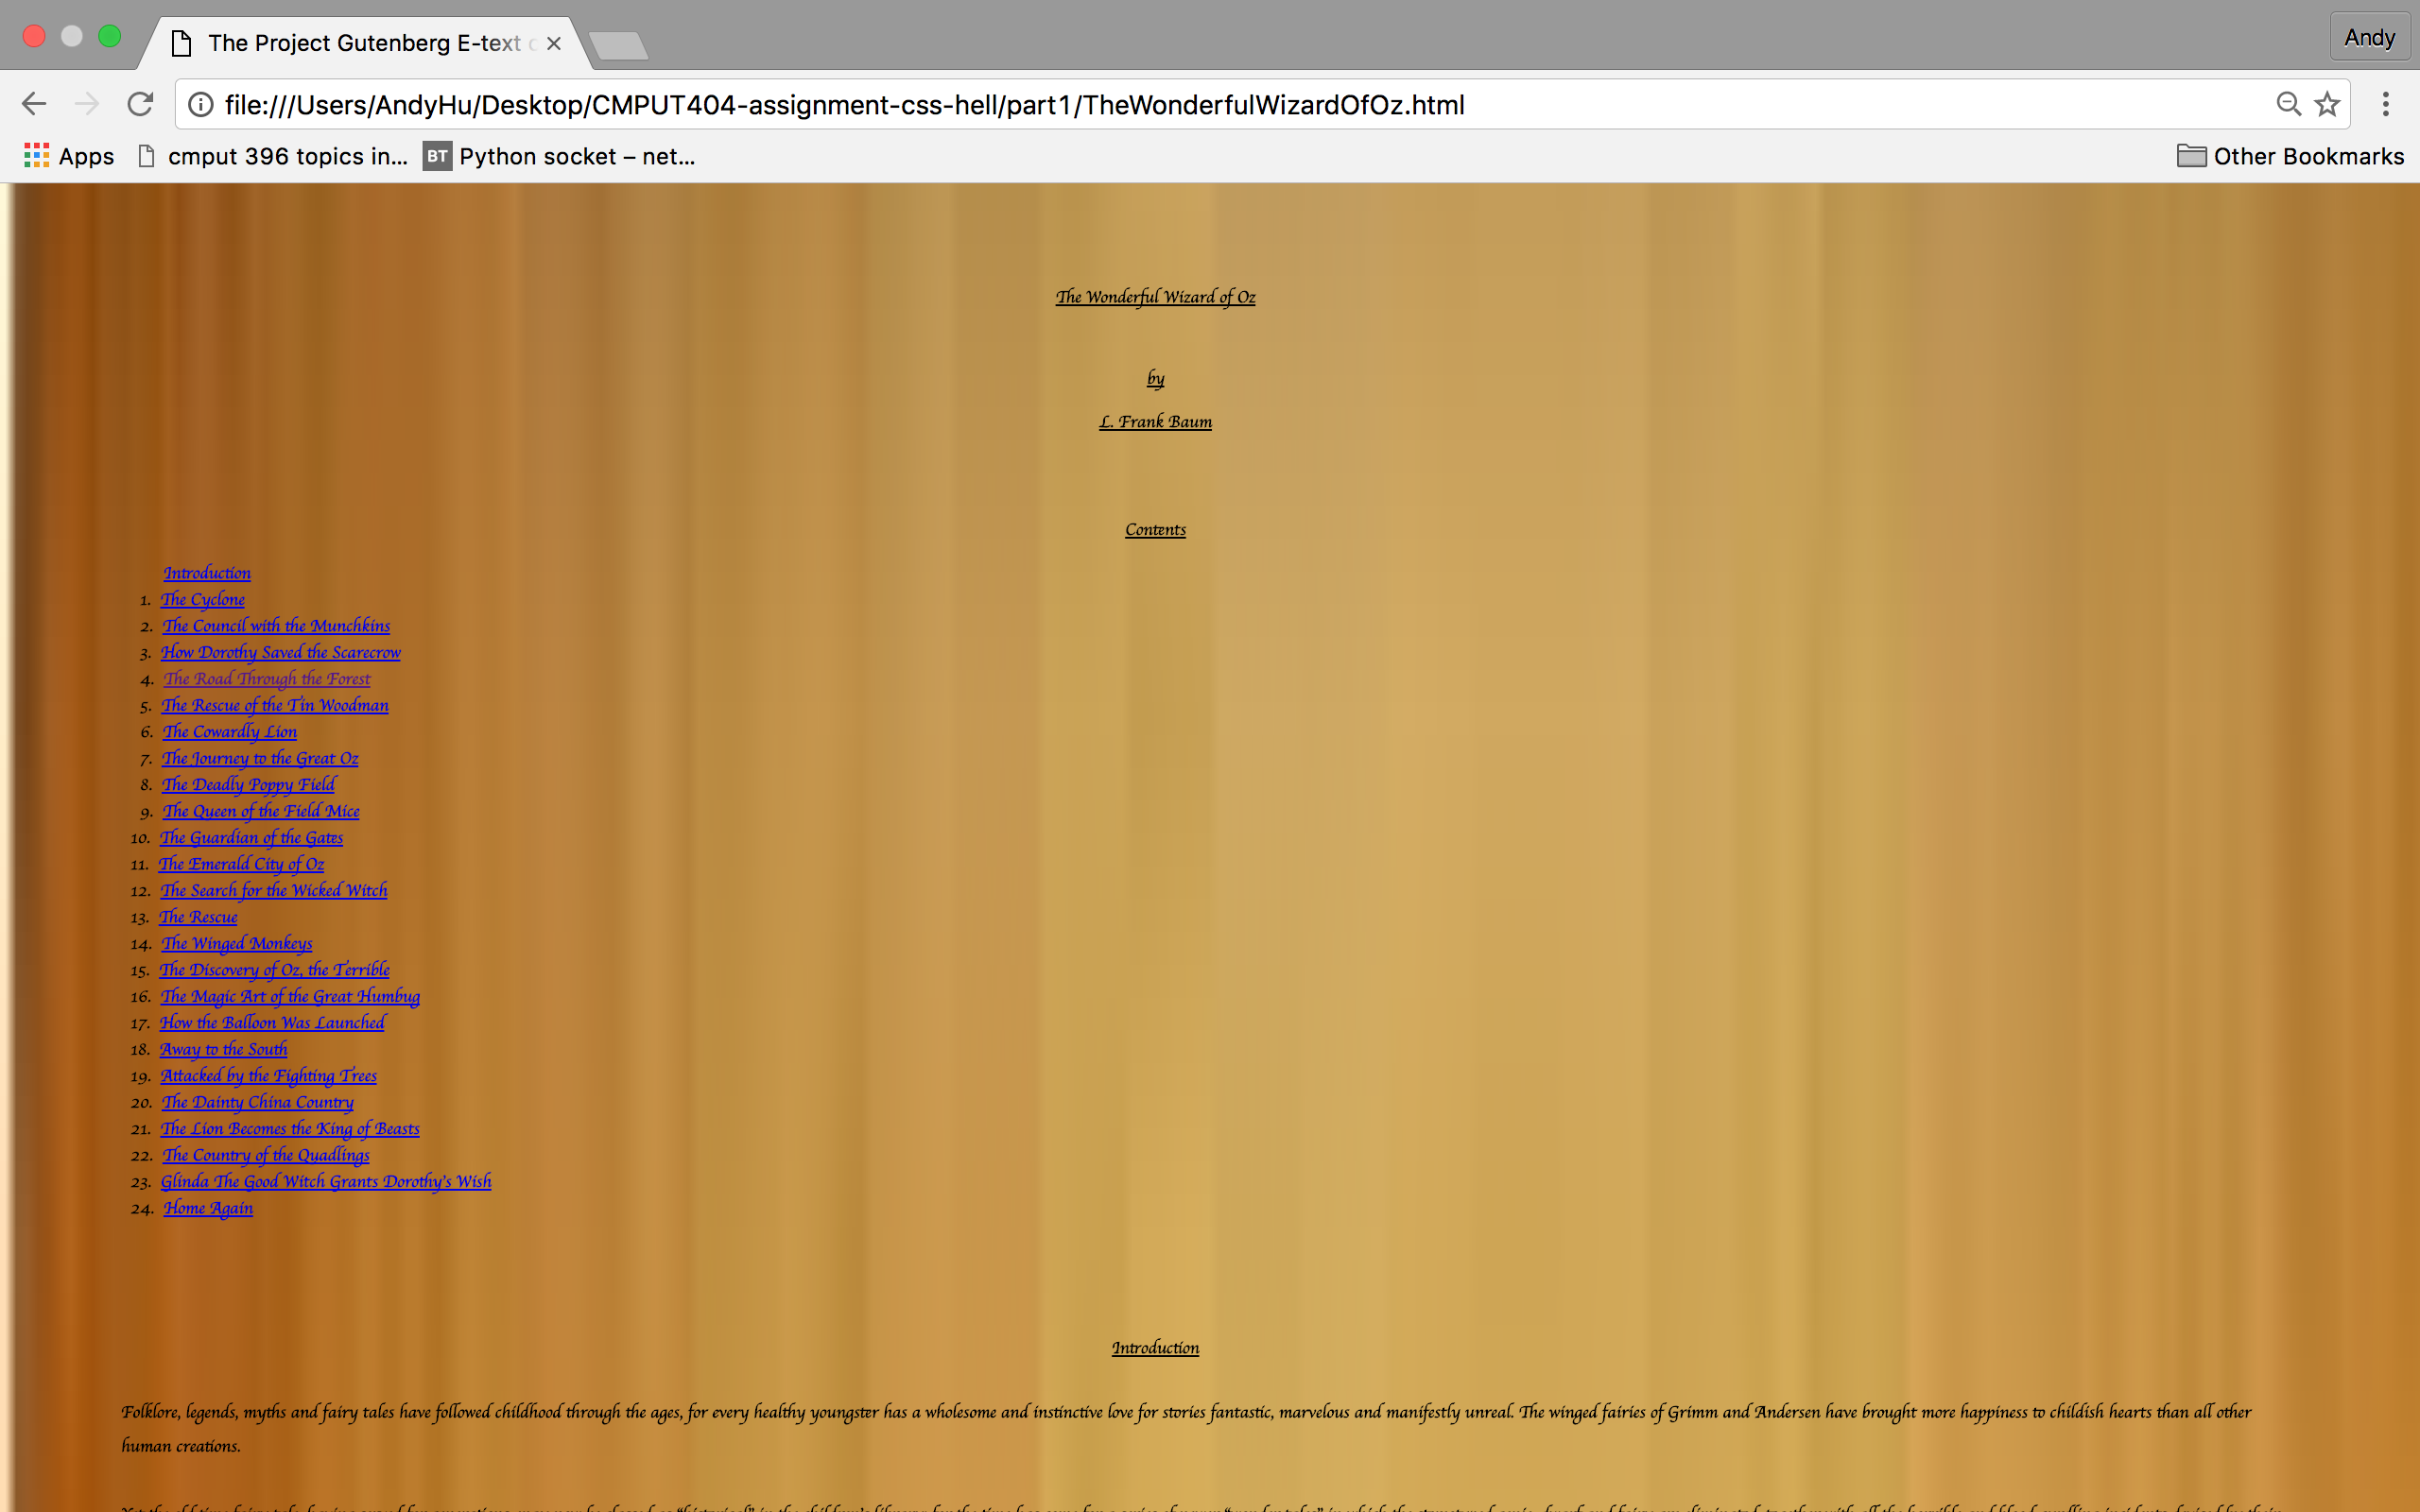 The Project Gutenberg E-text
Andy
file:///Users/AndyHu/Desktop/CMPUT404-assignment-css-hell/part1/TheWonderfulWizardOfOz.html
Apps cmput 396 topics in... BT Python socket – net... Other Bookmarks
The Wonderful Wizard of Oz
by
L. Frank Baum
Contents
Introduction
1. The Cyclone
2. The Council with the Munchkins
3. How Dorothy Saved the Scarecrow
4. The Road Through the Forest
5. The Rescue of the Tin Woodman
6. The Cowardly Lion
7. The Journey to the Great Oz
8. The Deadly Poppy Field
9. The Queen of the Field Mice
10. The Guardian of the Gates
11. The Emerald City of Oz
12. The Search for the Wicked Witch
13. The Rescue
14. The Winged Monkeys
15. The Discovery of Oz, the Terrible
16. The Magic Art of the Great Humbug
17. How the Balloon Was Launched
18. Away to the South
19. Attacked by the Fighting Trees
20. The Dainty China Country
21. The Lion Becomes the King of Beasts
22. The Country of the Quadlings
23. Glinda The Good Witch Grants Dorothy's Wish
24. Home Again
Introduction
Folklore, legends, myths and fairy tales have followed childhood through the ages, for every healthy youngster has a wholesome and instinctive love for stories fantastic, marvelous and manifestly unreal. The winged fairies of Grimm and Andersen have brought more happiness to childish hearts than all other
human creations.